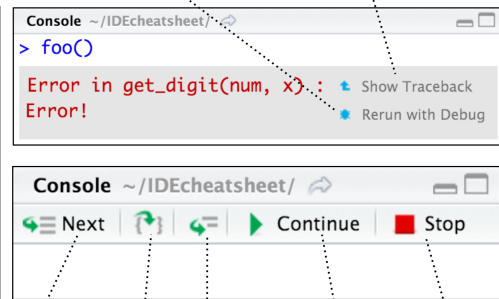 Console ~/IDEcheatsheet/
> foo()
Error in get_digit(num, x) : Show Traceback
Error! Rerun with Debug
Console ~/IDEcheatsheet/
Next Continue Stop